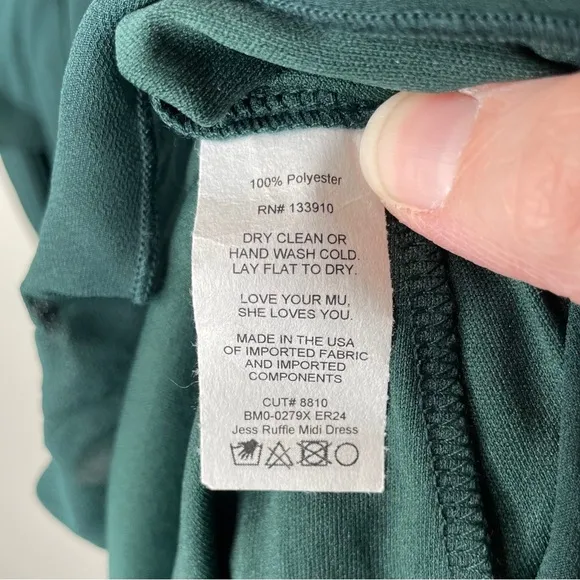 100% Polyester
RN# 133910
DRY CLEAN OR
HAND WASH COLD.
LAY FLAT TO DRY.
LOVE YOUR MU,
SHE LOVES YOU.
MADE IN THE USA
OF IMPORTED FABRIC
AND IMPORTED
COMPONENTS
CUT# 8810
BM0-0279X ER24
Jess Ruffle Midi Dress